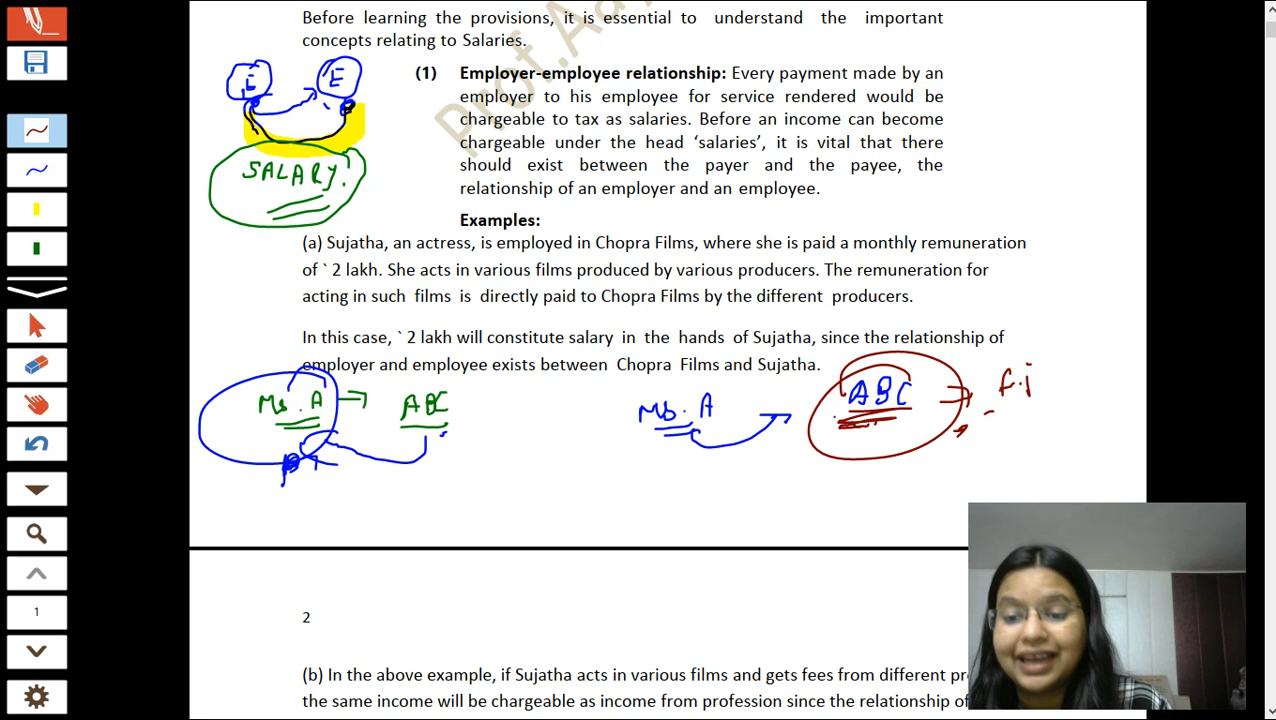 Before learning the provisions, it is essential to understand the important
concepts relating to Salaries.
(1) Employer-employee relationship: Every payment made by an
employer to his employee for service rendered would be
chargeable to tax as salaries. Before an income can become
chargeable under the head ‘salaries’, it is vital that there
should exist between the payer and the payee, the
relationship of an employer and an employee.
E E
SALARY.
Examples:
(a) Sujatha, an actress, is employed in Chopra Films, where she is paid a monthly remuneration
of ` 2 lakh. She acts in various films produced by various producers. The remuneration for
acting in such films is directly paid to Chopra Films by the different producers.
In this case, ` 2 lakh will constitute salary in the hands of Sujatha, since the relationship of
employer and employee exists between Chopra Films and Sujatha.
Ms. A ABC Ms. A ABC
2
(b) In the above example, if Sujatha acts in various films and gets fees from different
the same income will be chargeable as income from profession since the relationship of
Prof.
1